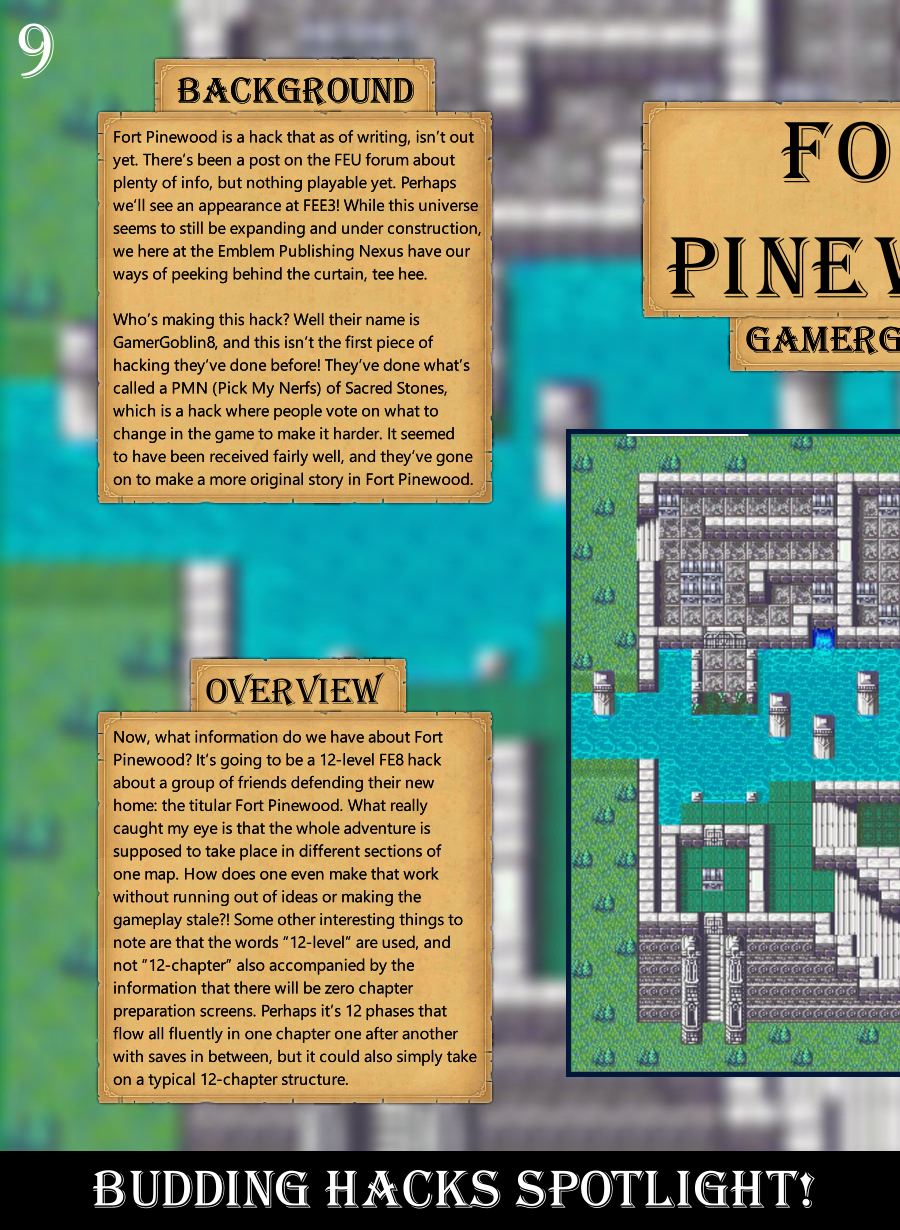 9
BACKGROUND
Fort Pinewood is a hack that as of writing, isn't out
yet. There's been a post on the FEU forum about
plenty of info, but nothing playable yet. Perhaps
we'll see an appearance at FEE3! While this universe
seems to still be expanding and under construction,
we here at the Emblem Publishing Nexus have our
ways of peeking behind the curtain, tee hee.
Who's making this hack? Well their name is
GamerGoblin8, and this isn't the first piece of
hacking they've done before! They've done what's
called a PMN (Pick My Nerfs) of Sacred Stones,
which is a hack where people vote on what to
change in the game to make it harder. It seemed
to have been received fairly well, and they've gone
on to make a more original story in Fort Pinewood.
OVERVIEW
Now, what information do we have about Fort
Pinewood? It's going to be a 12-level FE8 hack
about a group of friends defending their new
home: the titular Fort Pinewood. What really
caught my eye is that the whole adventure is
supposed to take place in different sections of
one map. How does one even make that work
without running out of ideas or making the
gameplay stale?! Some other interesting things to
note are that the words "12-level" are used, and
not "12-chapter" also accompanied by the
information that there will be zero chapter
preparation screens. Perhaps it's 12 phases that
flow all fluently in one chapter one after another
with saves in between, but it could also simply take
on a typical 12-chapter structure.
FO
PINEW
GAMERG
BUDDING HACKS SPOTLIGHT!